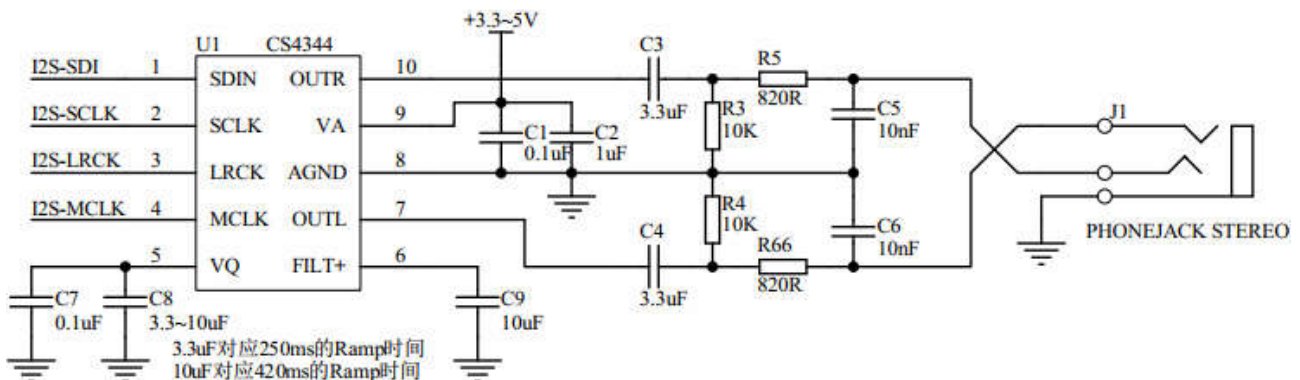 +3.3~5V
U1
CS4344
I2S-SDI
1
SDIN
OUTR
10
I2S-SCLK
2
SCLK
VA
9
I2S-LRCK
3
LRCK
AGND
8
I2S-MCLK
4
MCLK
OUTL
7
5
VQ
FILT+
6
C1
0.1uF
C2
1uF
C3
3.3uF
R3
10K
R5
820R
C5
10nF
J1
R4
10K
C4
3.3uF
R66
820R
C6
10nF
PHONEJACK STEREO
C7
0.1uF
C8
3.3~10uF
C9
10uF
3.3uF对应250ms的Ramp时间
10uF对应420ms的Ramp时间